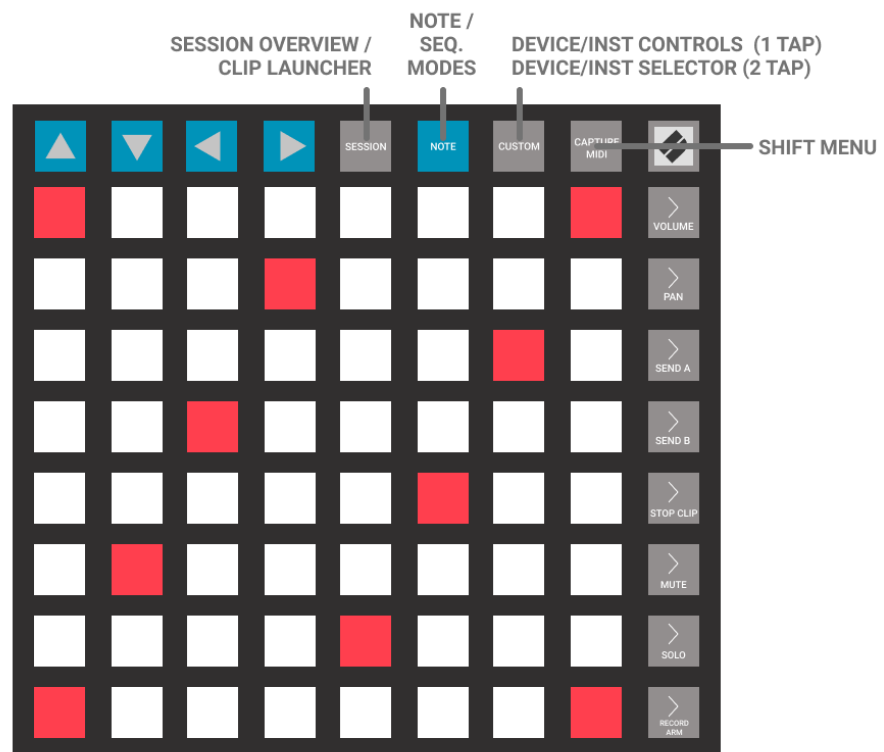 SESSION OVERVIEW /
CLIP LAUNCHER
NOTE /
SEQ.
MODES
DEVICE/INST CONTROLS (1 TAP)
DEVICE/INST SELECTOR (2 TAP)
SESSION
NOTE
CUSTOM
CAPTURE
MIDI
SHIFT MENU
VOLUME
PAN
SEND A
SEND B
STOP CLIP
MUTE
SOLO
RECORD
ARM